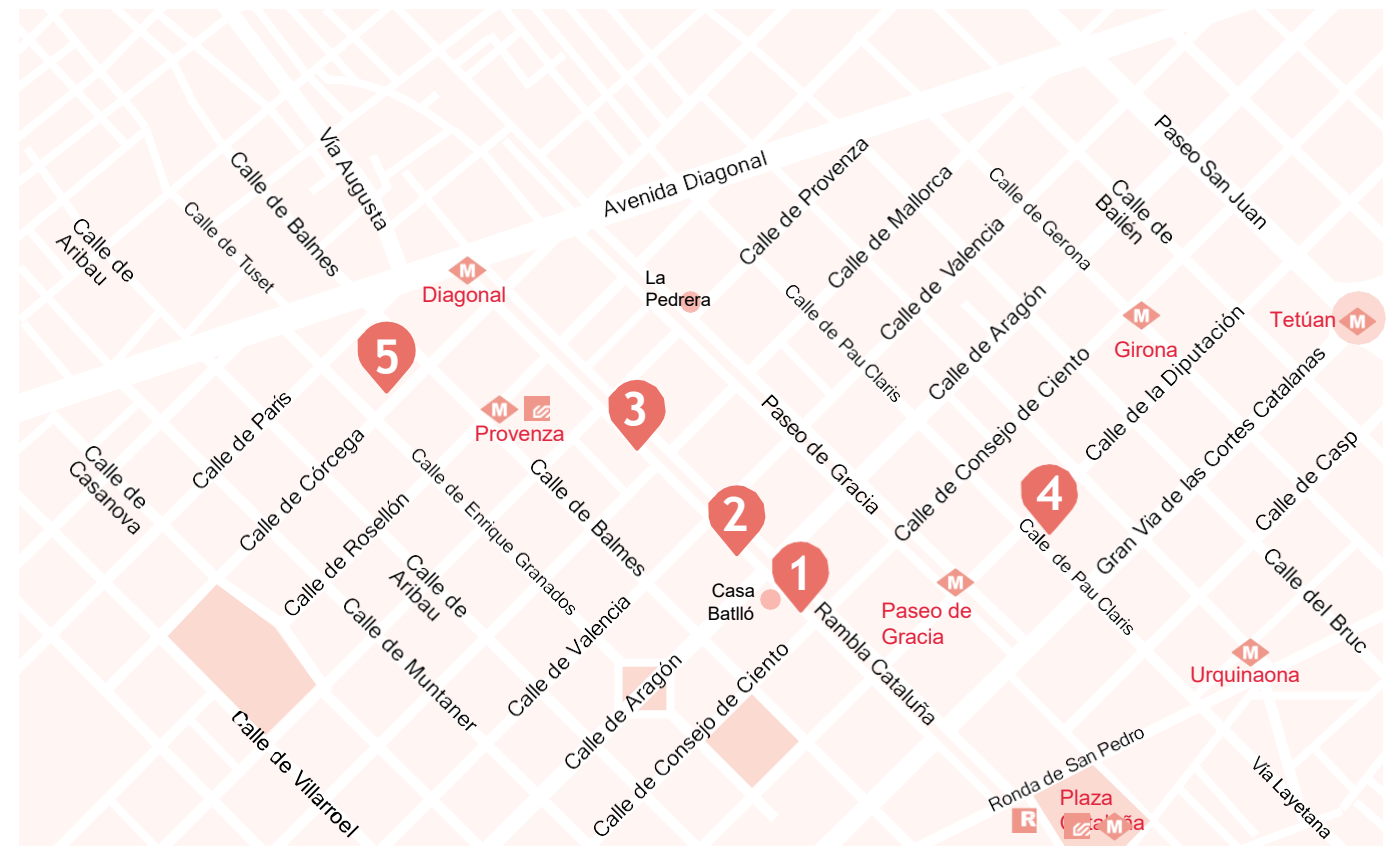 Vía Augusta
Calle de Balmes
Calle de Tuset
Calle de
Aribau
Avenida Diagonal
Calle de Provenza
Calle de Mallorca
Calle de Valencia
Calle de Aragón
Calle de Gerona
Calle de
Bailén
Paseo San Juan
M
Diagonal
La
Pedrera
Calle de Pau Claris
M
Girona
Tetúan
M
5
3
M
Provenza
Calle de París
Calle de Córcega
Calle de Rosellón
Calle de
Casanova
Calle de Enrique Granados
Calle de Balmes
Paseo de Gracia
Calle de Consejo de Ciento
Calle de la Diputación
Gran Via de las Cortes Catalanas
Calle de Casp
4
2
1
Casa
Batlló
Calle de
Aribau
Calle de Muntaner
Calle de Valencia
Calle de Aragón
Calle de Consejo de Ciento
Rambla Cataluña
M
Paseo de
Gracia
Cale de Pau Claris
Calle del Bruc
M
Urquinaona
Calle de Villarroel
Ronda de San Pedro
Plaza
R
M
Via Layetana